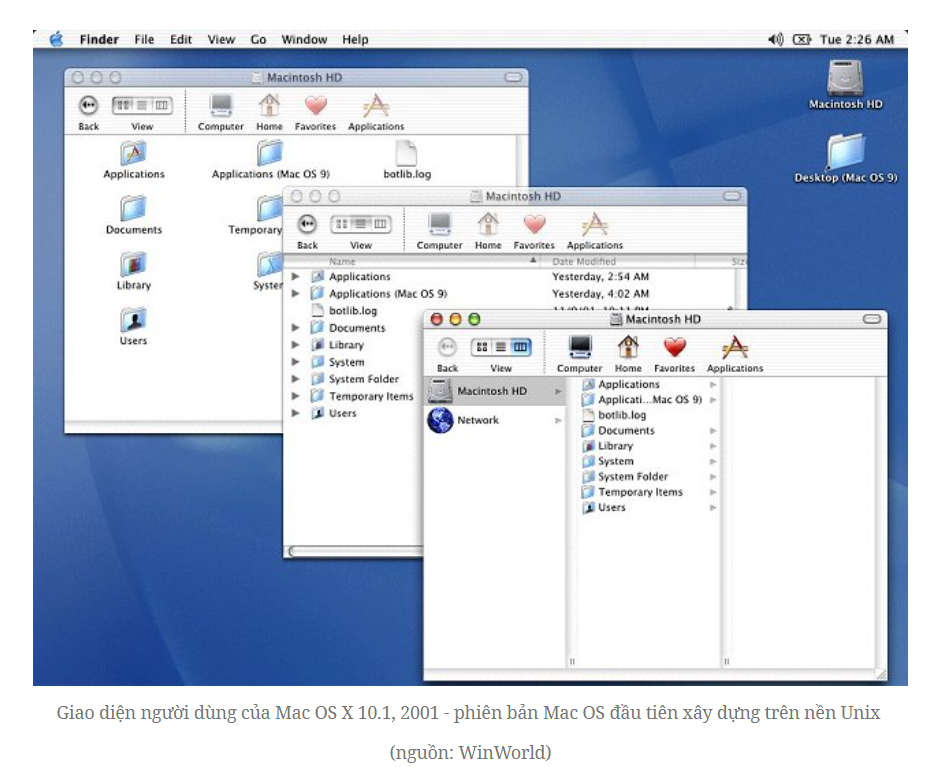 Finder File Edit View Go Window Help Tue 2:26 AM
Macintosh HD
Back View Computer Home Favorites Applications
Applications Applications (Mac OS 9) botlib.log
Documents Temporary
Library Syster
Users
Macintosh HD
Desktop (Mac OS 9)
Macintosh HD
Back View Computer Home Favorites Applications
Name Date Modified Siz
Applications Yesterday, 2:54 AM
Applications (Mac OS 9) Yesterday, 4:02 AM
botlib.log
Documents
Library
System
System Folder
Temporary Items
Users
Macintosh HD
Back View Computer Home Favorites Applications
Macintosh HD
Network
Applications
Applicati...Mac OS 9)
botlib.log
Documents
Library
System
System Folder
Temporary Items
Users
Giao diện người dùng của Mac OS X 10.1, 2001 - phiên bản Mac OS đầu tiên xây dựng trên nền Unix
(nguồn: WinWorld)